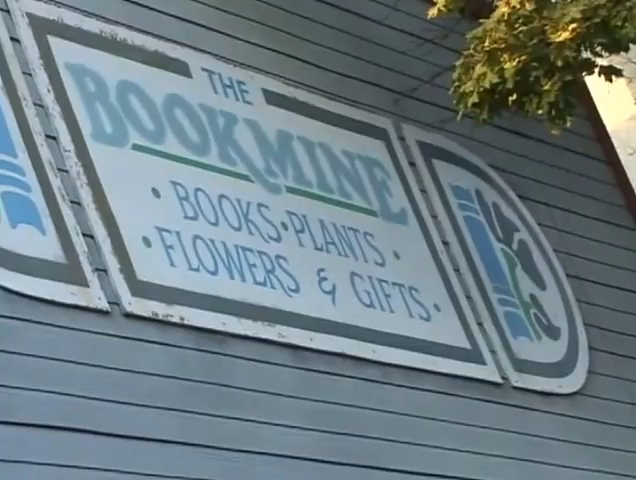 THE
BOOKMINE
· BOOKS · PLANTS ·
· FLOWERS & GIFTS ·